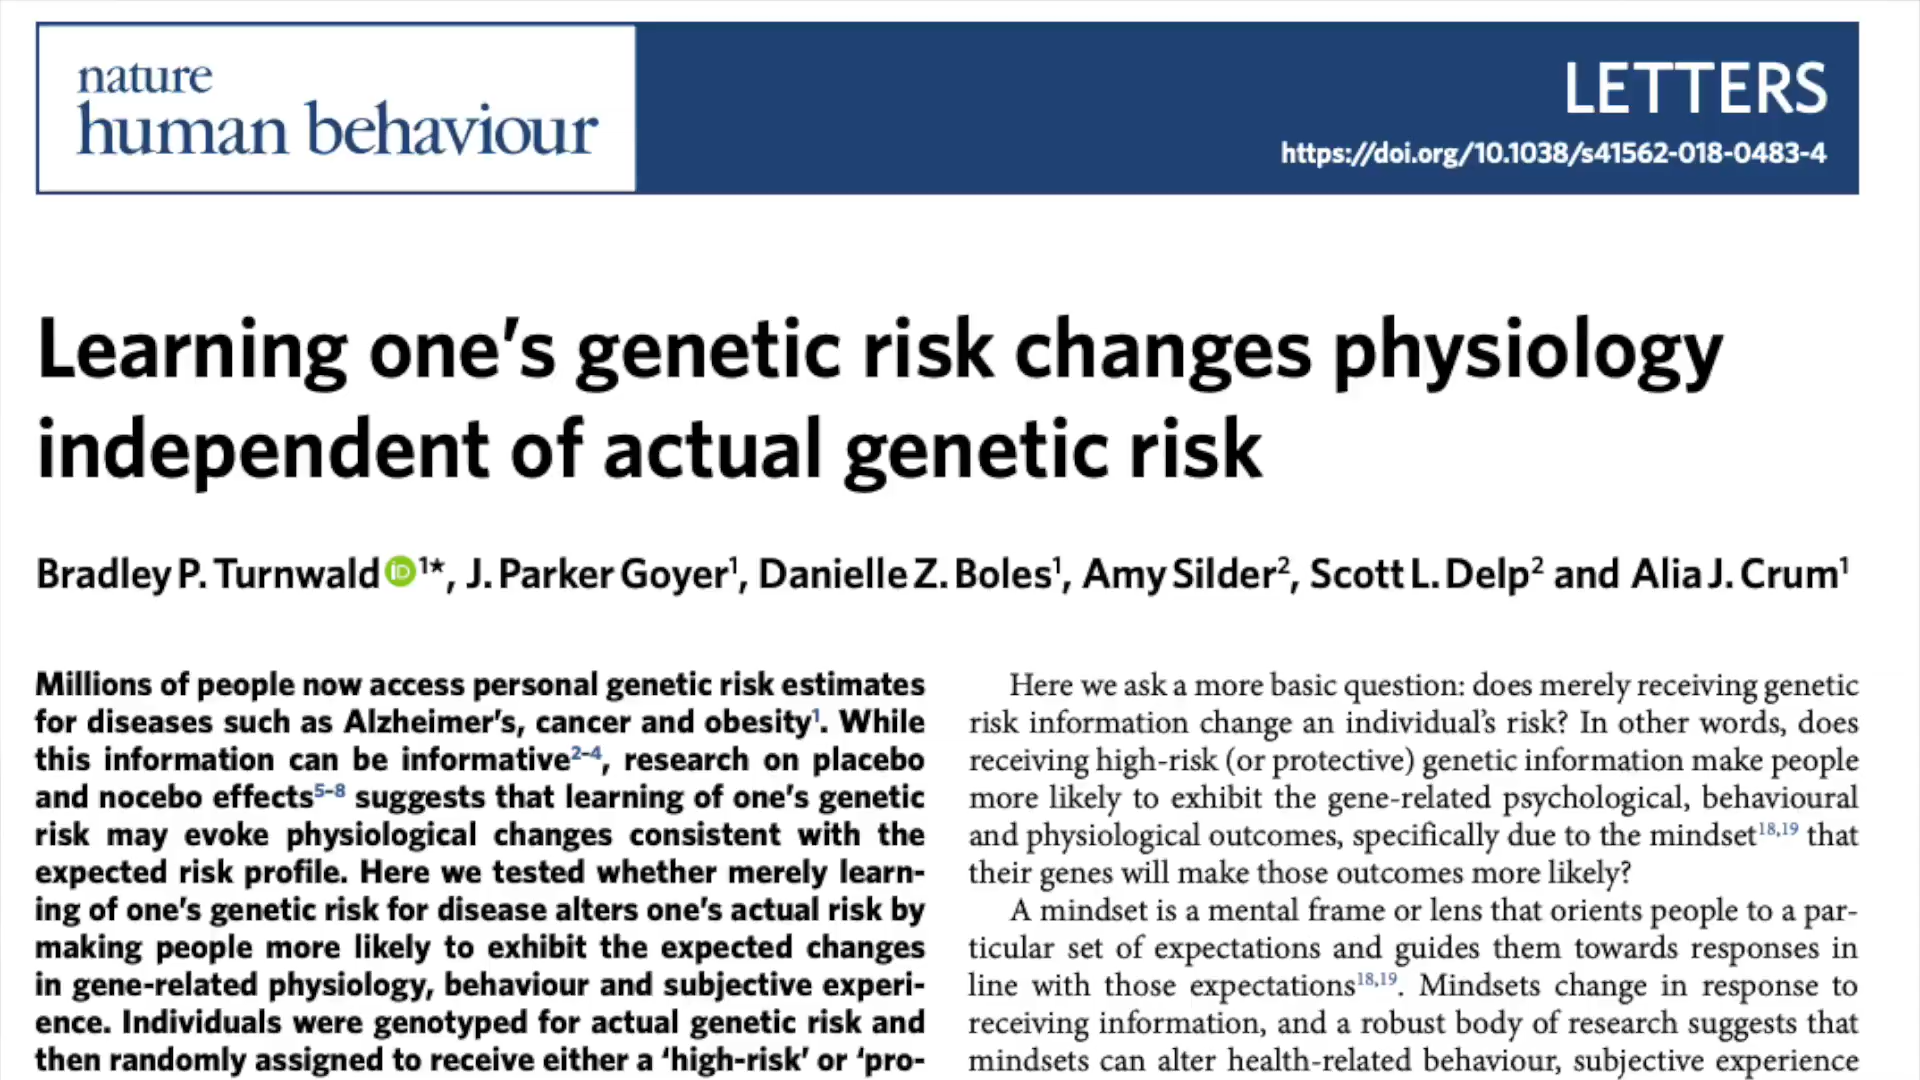 nature
human behaviour
LETTERS
https://doi.org/10.1038/s41562-018-0483-4
Learning one's genetic risk changes physiology
independent of actual genetic risk
Bradley P. Turnwald iD 1*, J. Parker Goyer1, Danielle Z. Boles1, Amy Silder2, Scott L. Delp2 and Alia J. Crum1
Millions of people now access personal genetic risk estimates
for diseases such as Alzheimer's, cancer and obesity1. While
this information can be informative2–4, research on placebo
and nocebo effects5–8 suggests that learning of one's genetic
risk may evoke physiological changes consistent with the
expected risk profile. Here we tested whether merely learn-
ing of one's genetic risk for disease alters one's actual risk by
making people more likely to exhibit the expected changes
in gene-related physiology, behaviour and subjective experi-
ence. Individuals were genotyped for actual genetic risk and
then randomly assigned to receive either a 'high-risk' or 'pro-
Here we ask a more basic question: does merely receiving genetic
risk information change an individual's risk? In other words, does
receiving high-risk (or protective) genetic information make people
more likely to exhibit the gene-related psychological, behavioural
and physiological outcomes, specifically due to the mindset18,19 that
their genes will make those outcomes more likely?
A mindset is a mental frame or lens that orients people to a par-
ticular set of expectations and guides them towards responses in
line with those expectations18,19. Mindsets change in response to
receiving information, and a robust body of research suggests that
mindsets can alter health-related behaviour, subjective experience